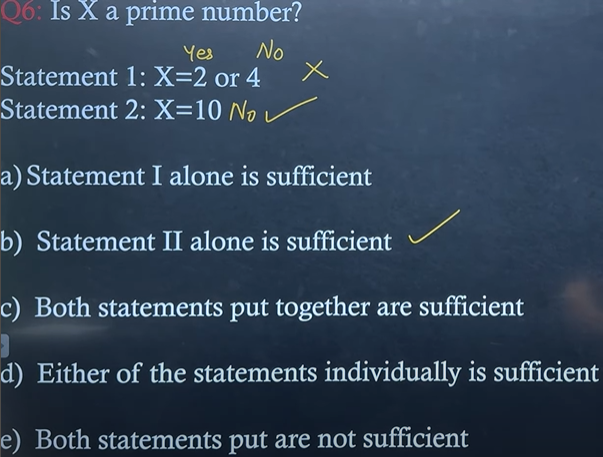 Q6: Is X a prime number?
Yes No
Statement 1: X=2 or 4
Statement 2: X=10 No
a) Statement I alone is sufficient
b) Statement II alone is sufficient
c) Both statements put together are sufficient
d) Either of the statements individually is sufficient
e) Both statements put are not sufficient